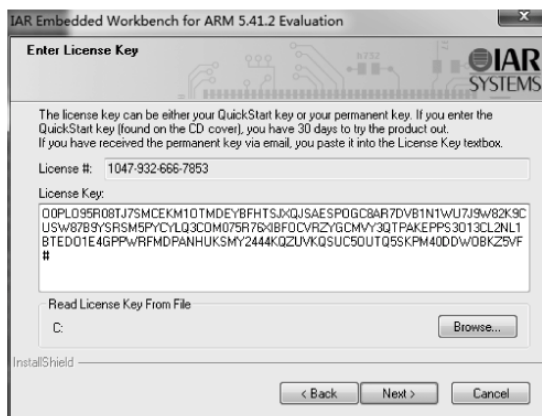 IAR Embedded Workbench for ARM 5.41.2 Evaluation
Enter License Key
IAR
SYSTEMS
The license key can be either your QuickStart key or your permanent key. If you enter the
QuickStart key (found on the CD cover), you have 30 days to try the product out.
If you have received the permanent key via email, you paste it into the License Key textbox.
License #: 1047-932-666-7853
License Key:
#
Read License Key From File
C:
Browse...
InstallShield
< Back
Next >
Cancel